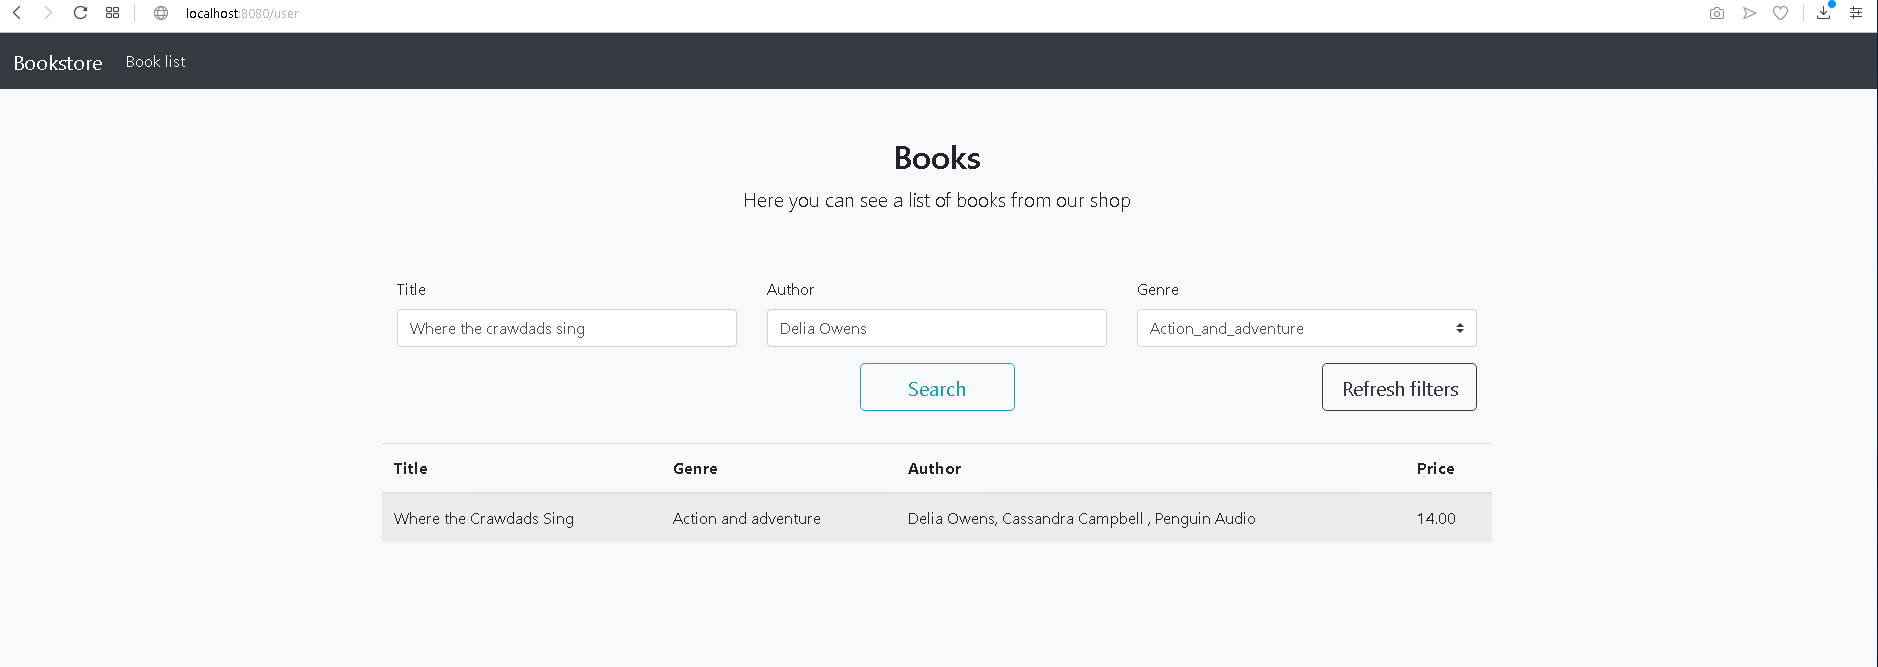 localhost:8080/user
Bookstore Book list
Books
Here you can see a list of books from our shop
Title Author Genre
Where the crawdads sing Delia Owens Action_and_adventure
Search Refresh filters
Title Genre Author Price
Where the Crawdads Sing Action and adventure Delia Owens, Cassandra Campbell , Penguin Audio 14.00